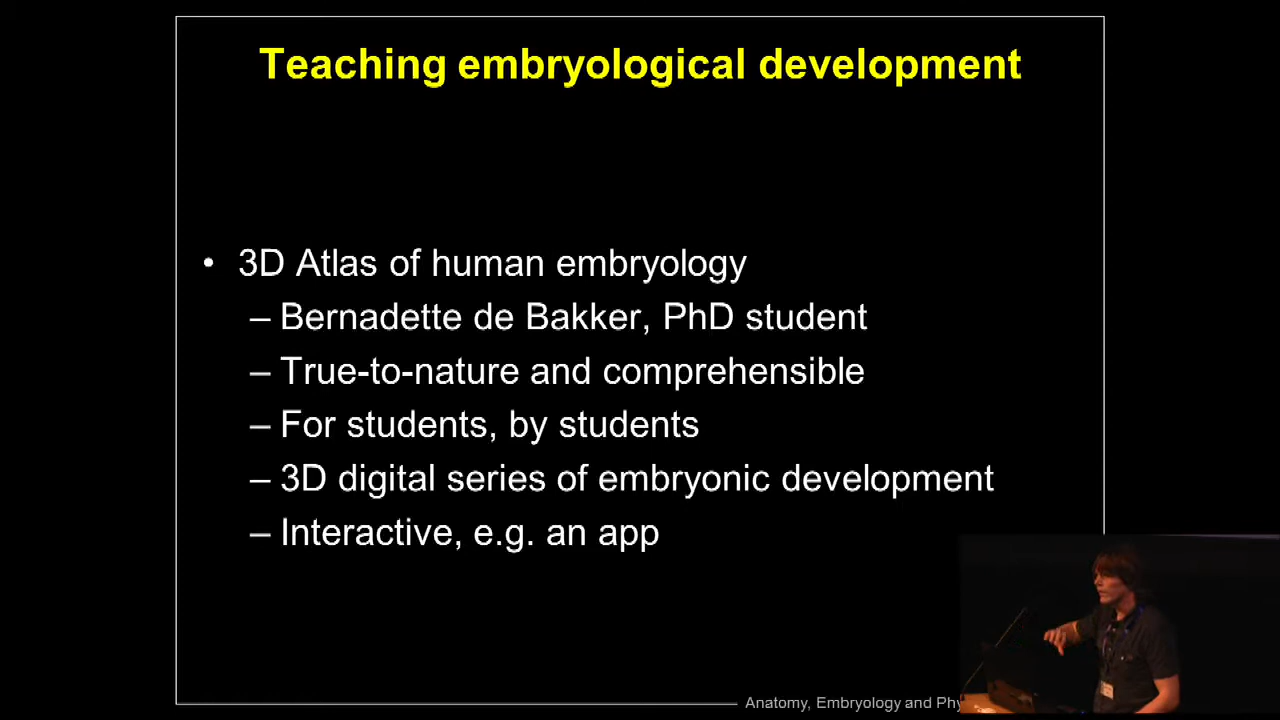 Teaching embryological development
• 3D Atlas of human embryology
– Bernadette de Bakker, PhD student
– True-to-nature and comprehensible
– For students, by students
– 3D digital series of embryonic development
– Interactive, e.g. an app
Anatomy, Embryology and